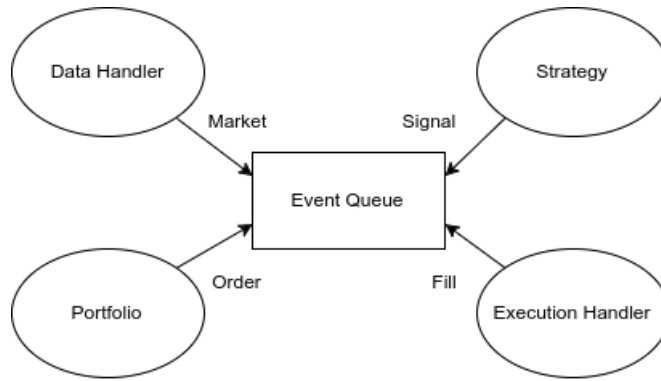 Data Handler
Strategy
Market
Signal
Event Queue
Order
Fill
Portfolio
Execution Handler